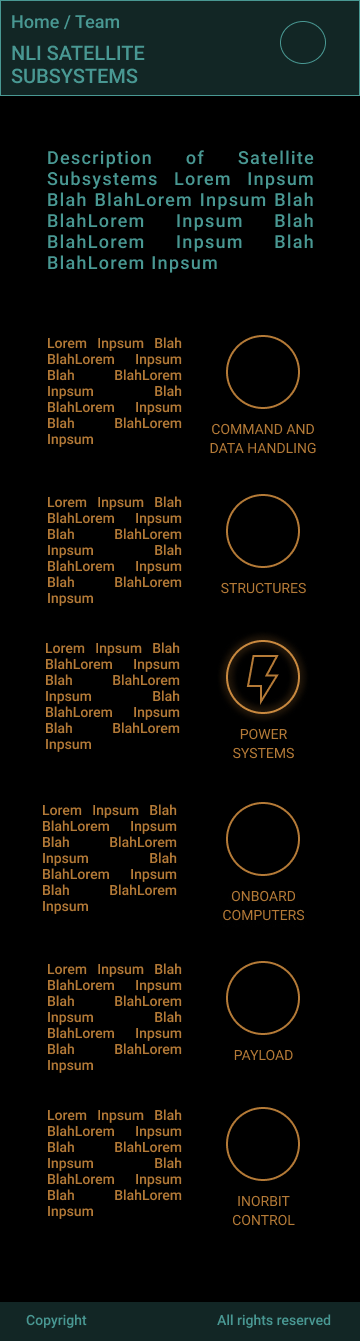 Home / Team
NLI SATELLITE
SUBSYSTEMS
Description of Satellite
Subsystems Lorem Inpsum
Blah BlahLorem Inpsum Blah
BlahLorem Inpsum Blah
BlahLorem Inpsum Blah
BlahLorem Inpsum
Lorem Inpsum Blah
BlahLorem Inpsum
Blah BlahLorem
Inpsum Blah
BlahLorem Inpsum
Blah BlahLorem
Inpsum
COMMAND AND
DATA HANDLING
Lorem Inpsum Blah
BlahLorem Inpsum
Blah BlahLorem
Inpsum Blah
BlahLorem Inpsum
Blah BlahLorem
Inpsum
STRUCTURES
Lorem Inpsum Blah
BlahLorem Inpsum
Blah BlahLorem
Inpsum Blah
BlahLorem Inpsum
Blah BlahLorem
Inpsum
POWER
SYSTEMS
Lorem Inpsum Blah
BlahLorem Inpsum
Blah BlahLorem
Inpsum Blah
BlahLorem Inpsum
Blah BlahLorem
Inpsum
ONBOARD
COMPUTERS
Lorem Inpsum Blah
BlahLorem Inpsum
Blah BlahLorem
Inpsum Blah
BlahLorem Inpsum
Blah BlahLorem
Inpsum
PAYLOAD
Lorem Inpsum Blah
BlahLorem Inpsum
Blah BlahLorem
Inpsum Blah
BlahLorem Inpsum
Blah BlahLorem
Inpsum
INORBIT
CONTROL
Copyright All rights reserved